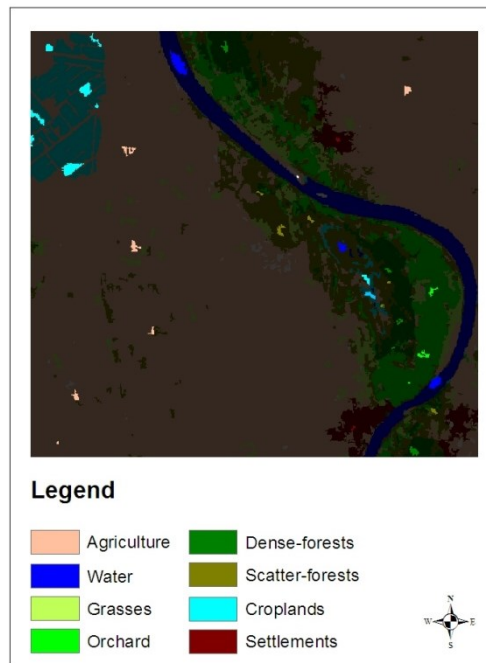 Legend
Agriculture
Water
Grasses
Orchard
Dense-forests
Scatter-forests
Croplands
Settlements
N
W E
S